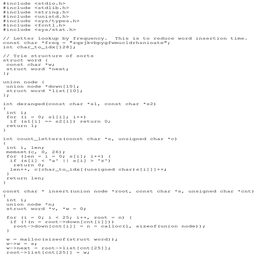 #include <stdio.h>
#include <stdlib.h>
#include <string.h>
#include <unistd.h>
#include <sys/types.h>
#include <fcntl.h>
#include <sys/stat.h>
// Letter lookup by frequency. This is to reduce word insertion time.
const char *freq =
int char_to_idx[128];
// Trie structure of sorts
struct word {
const char *w;
struct word *next;
};
union node {
union node *down[10];
struct word *list[10];
};
int deranged(const char *s1, const char *s2)
{
int i;
for (i = 0; s1[i]; i++)
if (s1[i] == s2[i]) return 0;
return 1;
}
int count_letters(const char *s, unsigned char *c)
{
int i, len;
memset(c, 0, 26);
for (len = i = 0; s[i]; i++) {
if (s[i] < 'a' || s[i] > 'z')
return 0;
len++, c[char_to_idx[(unsigned char)s[i]]]++;
}
return len;
}
const char * insert(union node *root, const char *s, unsigned char *cnt)
{
int i;
union node *n;
struct word *v, *w = 0;
for (i = 0; i < 25; i++, root = n) {
if (!(n = root->down[cnt[i]]))
root->down[cnt[i]] = n = calloc(1, sizeof(union node));
}
w = malloc(sizeof(struct word));
w->w = s;
w->next = root->list[cnt[25]];
root->list[cnt[25]] = w;